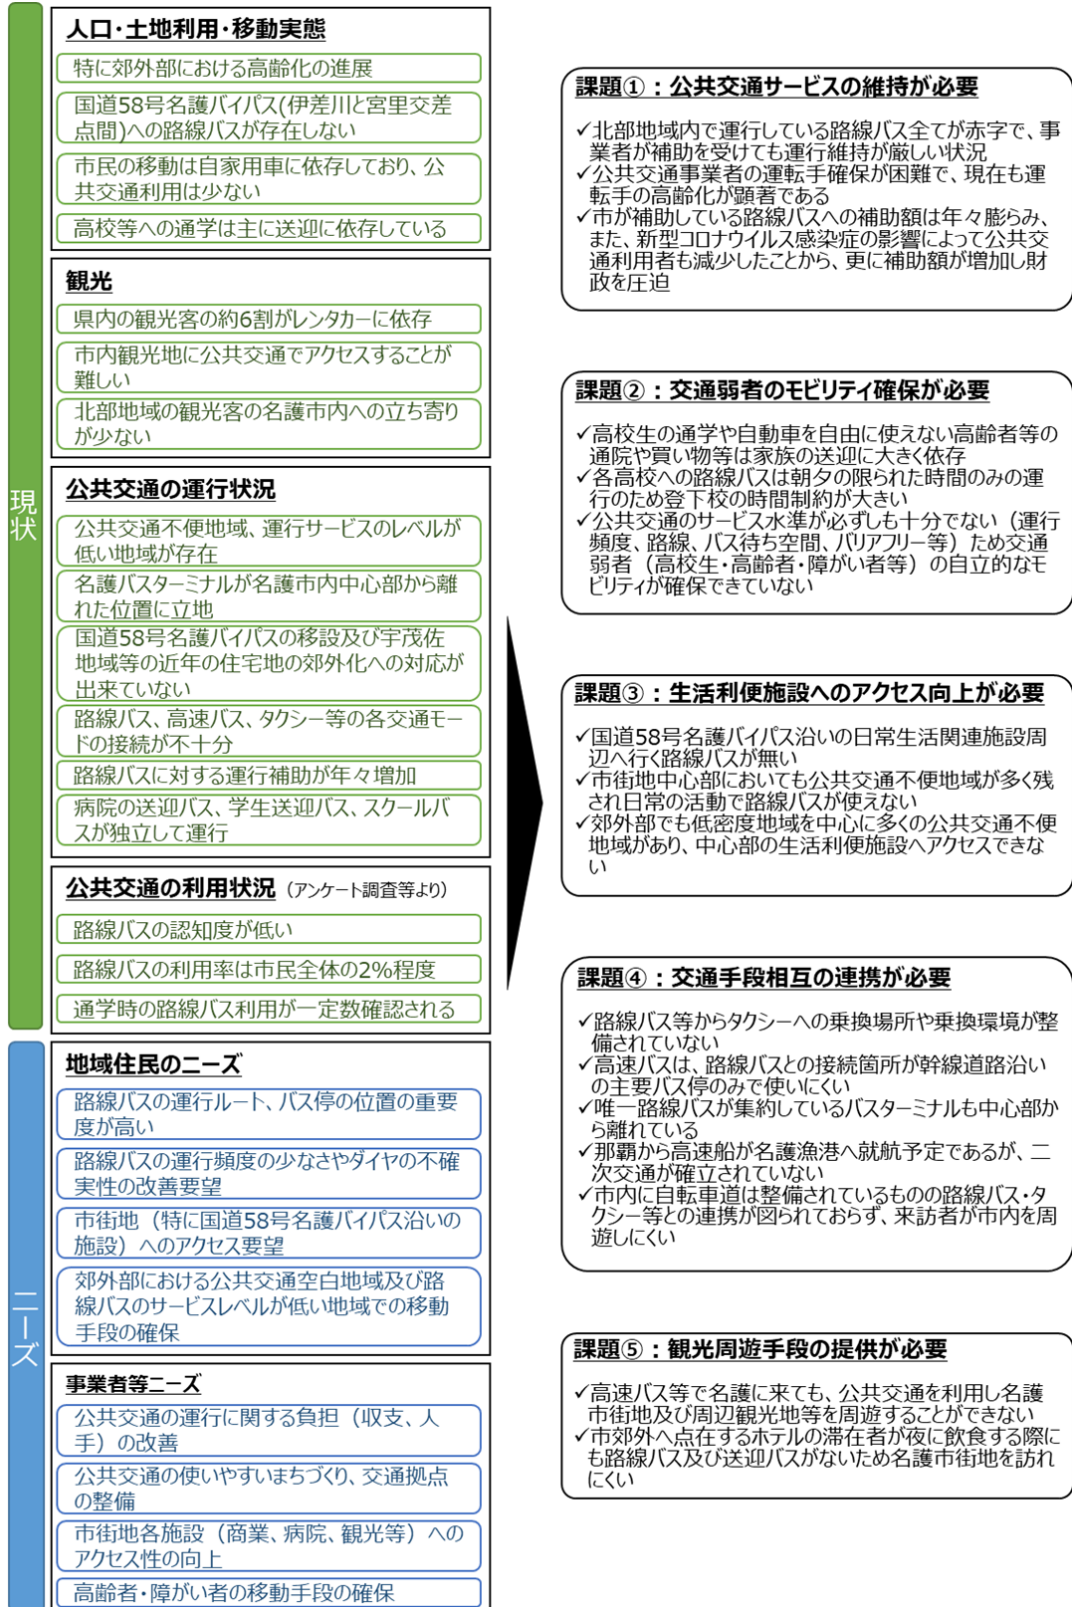 現状
人口・土地利用・移動実態
特に郊外部における高齢化の進展
国道58号名護バイパス(伊差川と宮里交差
点間)への路線バスが存在しない
市民の移動は自家用車に依存しており、公
共交通利用は少ない
高校等への通学は主に送迎に依存している
観光
県内の観光客の約6割がレンタカーに依存
市内観光地に公共交通でアクセスすることが
難しい
北部地域の観光客の名護市内への立ち寄り
が少ない
公共交通の運行状況
公共交通不便地域、運行サービスのレベルが
低い地域が存在
名護バスターミナルが名護市内中心部から離
れた位置に立地
国道58号名護バイパスの移設及び宇茂佐
地域等の近年の住宅地の郊外化への対応が
出来ていない
路線バス、高速バス、タクシー等の各交通モー
ドの接続が不十分
路線バスに対する運行補助が年々増加
病院の送迎バス、学生送迎バス、スクールバ
スが独立して運行
公共交通の利用状況（アンケート調査等より）
路線バスの認知度が低い
路線バスの利用率は市民全体の2%程度
通学時の路線バス利用が一定数確認される
ニーズ
地域住民のニーズ
路線バスの運行ルート、バス停の位置の重要
度が高い
路線バスの運行頻度の少なさやダイヤの不確
実性の改善要望
市街地（特に国道58号名護バイパス沿いの
施設）へのアクセス要望
郊外部における公共交通空白地域及び路
線バスのサービスレベルが低い地域での移動
手段の確保
事業者等ニーズ
公共交通の運行に関する負担（収支、人
手）の改善
公共交通の使いやすいまちづくり、交通拠点
の整備
市街地各施設（商業、病院、観光等）への
アクセス性の向上
高齢者・障がい者の移動手段の確保
課題①：公共交通サービスの維持が必要
✓北部地域内で運行している路線バス全てが赤字で、事
業者が補助を受けても運行維持が厳しい状況
✓公共交通事業者の運転手確保が困難で、現在も運
転手の高齢化が顕著である
✓市が補助している路線バスへの補助額は年々膨らみ、
また、新型コロナウイルス感染症の影響によって公共交
通利用者も減少したことから、更に補助額が増加し財
政を圧迫
課題②：交通弱者のモビリティ確保が必要
✓高校生の通学や自動車を自由に使えない高齢者等の
通院や買い物等は家族の送迎に大きく依存
✓各高校への路線バスは朝夕の限られた時間のみの運
行のため登下校の時間制約が大きい
✓公共交通のサービス水準が必ずしも十分でない（運行
頻度、路線、バス待ち空間、バリアフリー等）ため交通
弱者（高校生・高齢者・障がい者等）の自立的なモ
ビリティが確保できていない
課題③：生活利便施設へのアクセス向上が必要
✓国道58号名護バイパス沿いの日常生活関連施設周
辺へ行く路線バスが無い
✓市街地中心部においても公共交通不便地域が多く残
され日常の活動で路線バスが使えない
✓郊外部でも低密度地域を中心に多くの公共交通不便
地域があり、中心部の生活利便施設へアクセスできな
い
課題④：交通手段相互の連携が必要
✓路線バス等からタクシーへの乗換場所や乗換環境が整
備されていない
✓高速バスは、路線バスとの接続箇所が幹線道路沿い
の主要バス停のみで使いにくい
✓唯一路線バスが集約しているバスターミナルも中心部か
ら離れている
✓那覇から高速船が名護漁港へ就航予定であるが、二
次交通が確立されていない
✓市内に自転車道は整備されているものの路線バス・タ
クシー等との連携が図られておらず、来訪者が市内を周
遊しにくい
課題⑤：観光周遊手段の提供が必要
✓高速バス等で名護に来ても、公共交通を利用し名護
市街地及び周辺観光地等を周遊することができない
✓市郊外へ点在するホテルの滞在者が夜に飲食する際に
も路線バス及び送迎バスがないため名護市街地を訪れ
にくい